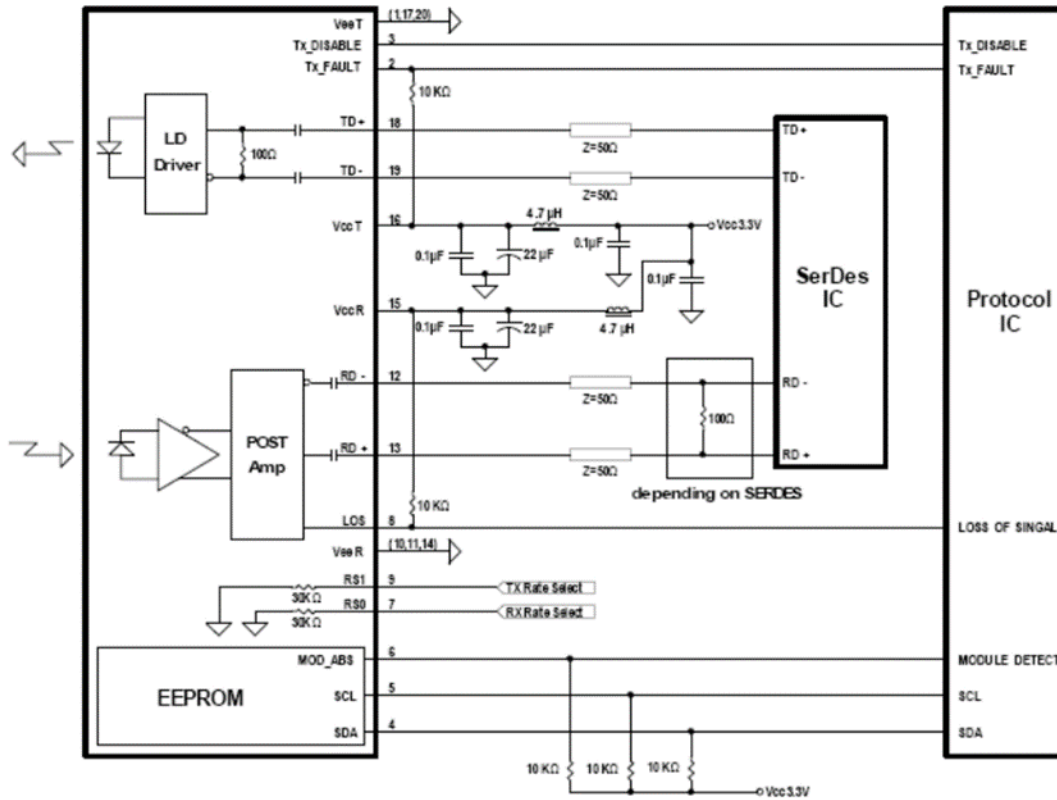 VeeT (1,17,20)
Tx_DISABLE 3 Tx_DISABLE
Tx_FAULT 2 Tx_FAULT
10 KΩ
LD
Driver
100Ω
TD+ 18 Z=50Ω TD+
TD- 19 Z=50Ω TD-
VccT 16 4.7 µH Vcc3.3V
0.1µF 22 µF 0.1µF 0.1µF
SerDes
IC
Protocol
IC
VccR 15
0.1µF 22 µF 4.7 µH
RD - 12 Z=50Ω RD -
100Ω
POST
Amp
RD + 13 Z=50Ω RD +
depending on SERDES
10 KΩ
LOS 8 LOSS OF SINGAL
VeeR (10,11,14)
RS1 9 TX Rate Select
30KΩ
RS0 7 RX Rate Select
30KΩ
MOD_ABS 6 MODULE DETECT
EEPROM
SCL 5 SCL
SDA 4 SDA
10 KΩ 10 KΩ 10 KΩ
Vcc3.3V